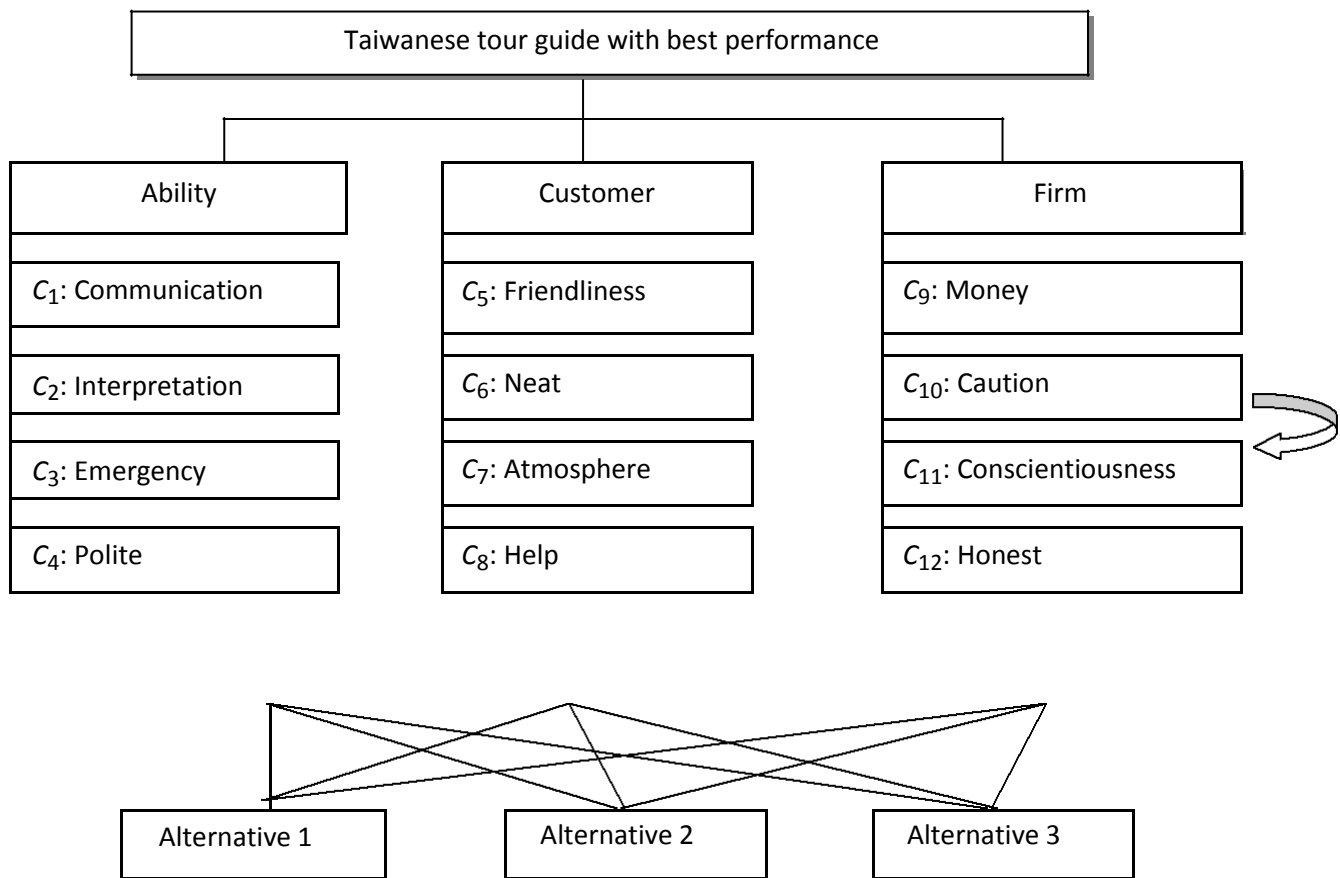 Taiwanese tour guide with best performance
Ability
Customer
Firm
C1: Communication
C5: Friendliness
C9: Money
C2: Interpretation
C6: Neat
C10: Caution
C3: Emergency
C7: Atmosphere
C11: Conscientiousness
C4: Polite
C8: Help
C12: Honest
Alternative 1
Alternative 2
Alternative 3